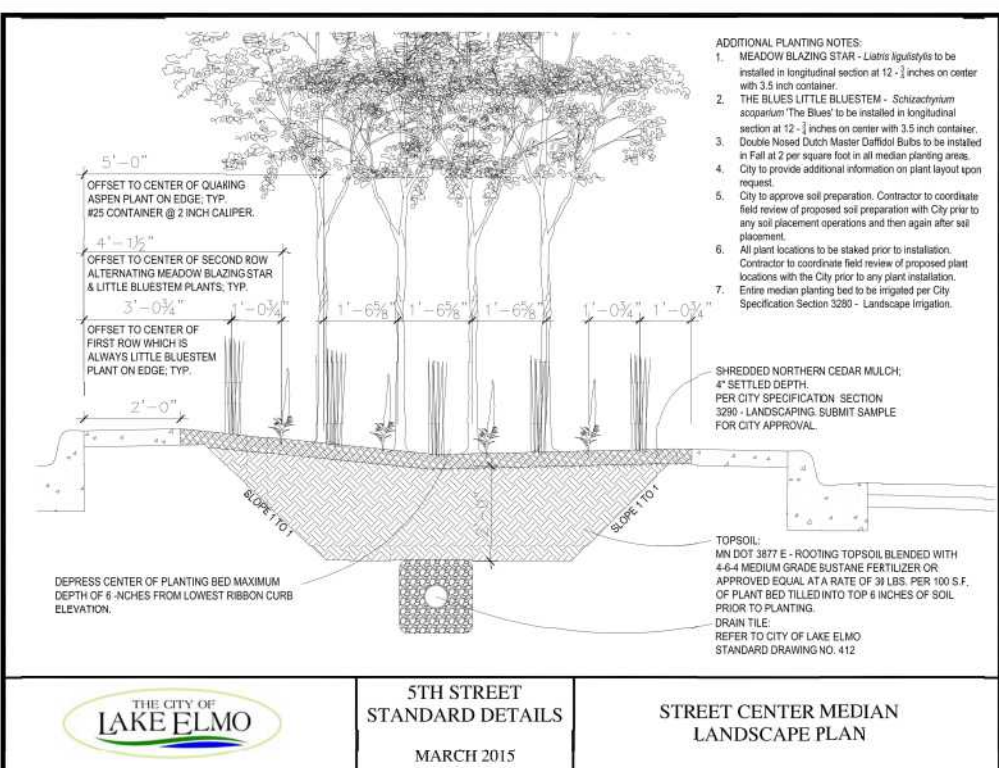 ADDITIONAL PLANTING NOTES:
1. MEADOW BLAZING STAR - Liatris ligulistylis to be
installed in longitudinal section at 12 - 3/4 inches on center
with 3.5 inch container.
2. THE BLUES LITTLE BLUESTEM - Schizachyrium
scoparium 'The Blues' to be installed in longitudinal
section at 12 - 3/4 inches on center with 3.5 inch container.
3. Double Nosed Dutch Master Daffidol Bulbs to be installed
in Fall at 2 per square foot in all median planting areas.
4. City to provide additional information on plant layout upon
request.
5. City to approve soil preparation. Contractor to coordinate
field review of proposed soil preparation with City prior to
any soil placement operations and then again after soil
placement.
6. All plant locations to be staked prior to installation.
Contractor to coordinate field review of proposed plant
locations with the City prior to any plant installation.
7. Entire median planting bed to be irrigated per City
Specification Section 3280 - Landscape Irrigation.
5'-0"
OFFSET TO CENTER OF QUAKING
ASPEN PLANT ON EDGE; TYP.
#25 CONTAINER @ 2 INCH CALIPER.
4'-1½"
OFFSET TO CENTER OF SECOND ROW
ALTERNATING MEADOW BLAZING STAR
& LITTLE BLUESTEM PLANTS; TYP.
3'-0¾" 1'-0¾" 1'-6⅝" 1'-6⅝" 1'-6⅝" 1'-0¾" 1'-0¾"
OFFSET TO CENTER OF
FIRST ROW WHICH IS
ALWAYS LITTLE BLUESTEM
PLANT ON EDGE; TYP.
2'-0"
SHREDDED NORTHERN CEDAR MULCH;
4" SETTLED DEPTH.
PER CITY SPECIFICATION SECTION
3290 - LANDSCAPING. SUBMIT SAMPLE
FOR CITY APPROVAL.
SLOPE 1 TO 1
2'-0"
SLOPE 1 TO 1
DEPRESS CENTER OF PLANTING BED MAXIMUM
DEPTH OF 6 -NCHES FROM LOWEST RIBBON CURB
ELEVATION.
TOPSOIL:
MN DOT 3877 E - ROOTING TOPSOIL BLENDED WITH
4-6-4 MEDIUM GRADE SUSTANE FERTILIZER OR
APPROVED EQUAL AT A RATE OF 30 LBS. PER 100 S.F.
OF PLANT BED TILLED INTO TOP 6 INCHES OF SOIL
PRIOR TO PLANTING.
DRAIN TILE:
REFER TO CITY OF LAKE ELMO
STANDARD DRAWING NO. 412
THE CITY OF
LAKE ELMO
5TH STREET
STANDARD DETAILS
MARCH 2015
STREET CENTER MEDIAN
LANDSCAPE PLAN